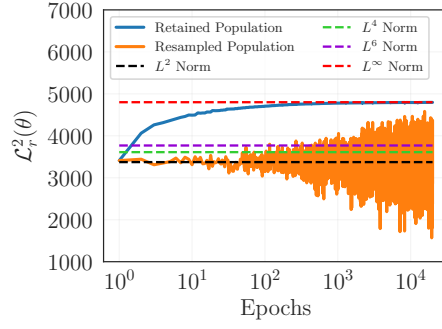 7000
6000
5000
4000
3000
2000
1000
Retained Population
Resampled Population
L² Norm
L⁴ Norm
L⁶ Norm
L^∞ Norm
𝓛ᵣ²(θ)
10⁰ 10¹ 10² 10³ 10⁴
Epochs